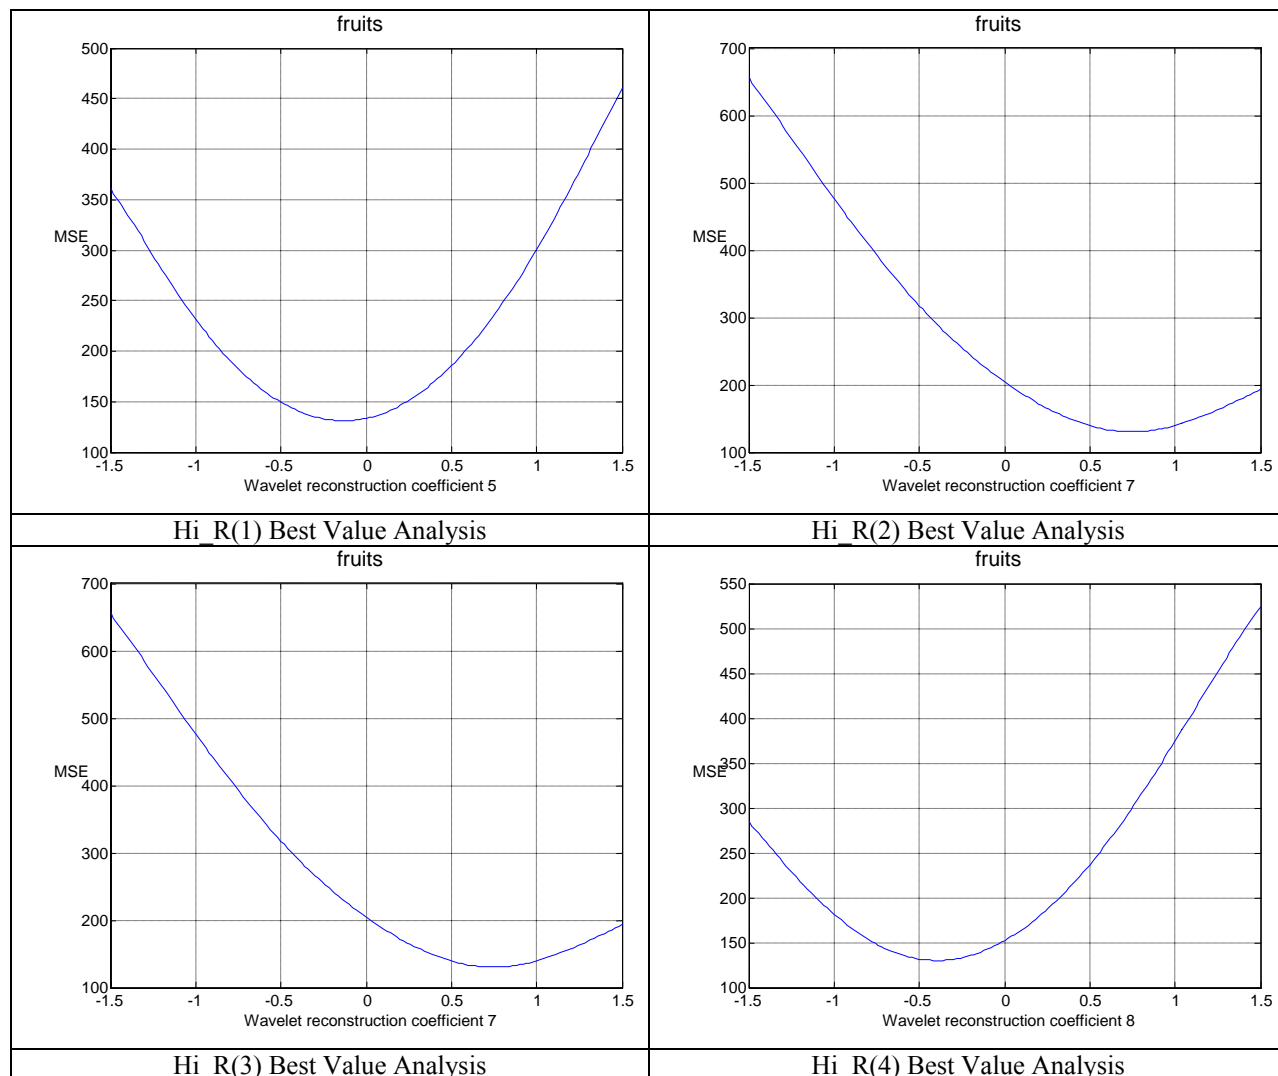 fruits
500
450
400
350
300
250
200
150
100
MSE
-1.5 -1 -0.5 0 0.5 1 1.5
Wavelet reconstruction coefficient 5
Hi_R(1) Best Value Analysis
fruits
700
600
500
400
300
200
100
MSE
-1.5 -1 -0.5 0 0.5 1 1.5
Wavelet reconstruction coefficient 7
Hi_R(2) Best Value Analysis
fruits
700
600
500
400
300
200
100
MSE
-1.5 -1 -0.5 0 0.5 1 1.5
Wavelet reconstruction coefficient 7
Hi_R(3) Best Value Analysis
fruits
550
500
450
400
350
300
250
200
150
100
MSE
-1.5 -1 -0.5 0 0.5 1 1.5
Wavelet reconstruction coefficient 8
Hi_R(4) Best Value Analysis